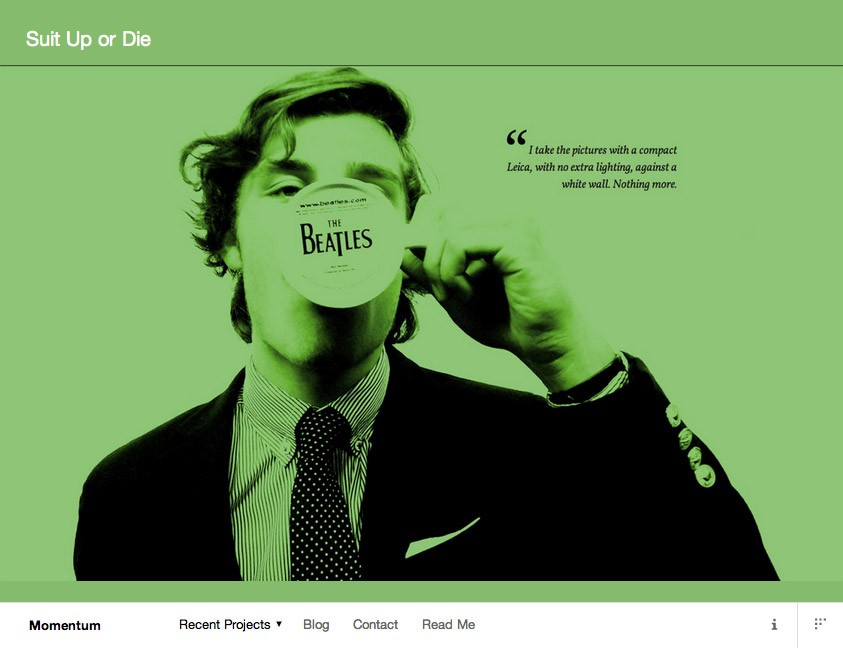 Suit Up or Die
“ I take the pictures with a compact
Leica, with no extra lighting, against a
white wall. Nothing more.
www.beatles.com
THE
BEATLES
Momentum Recent Projects ▼ Blog Contact Read Me